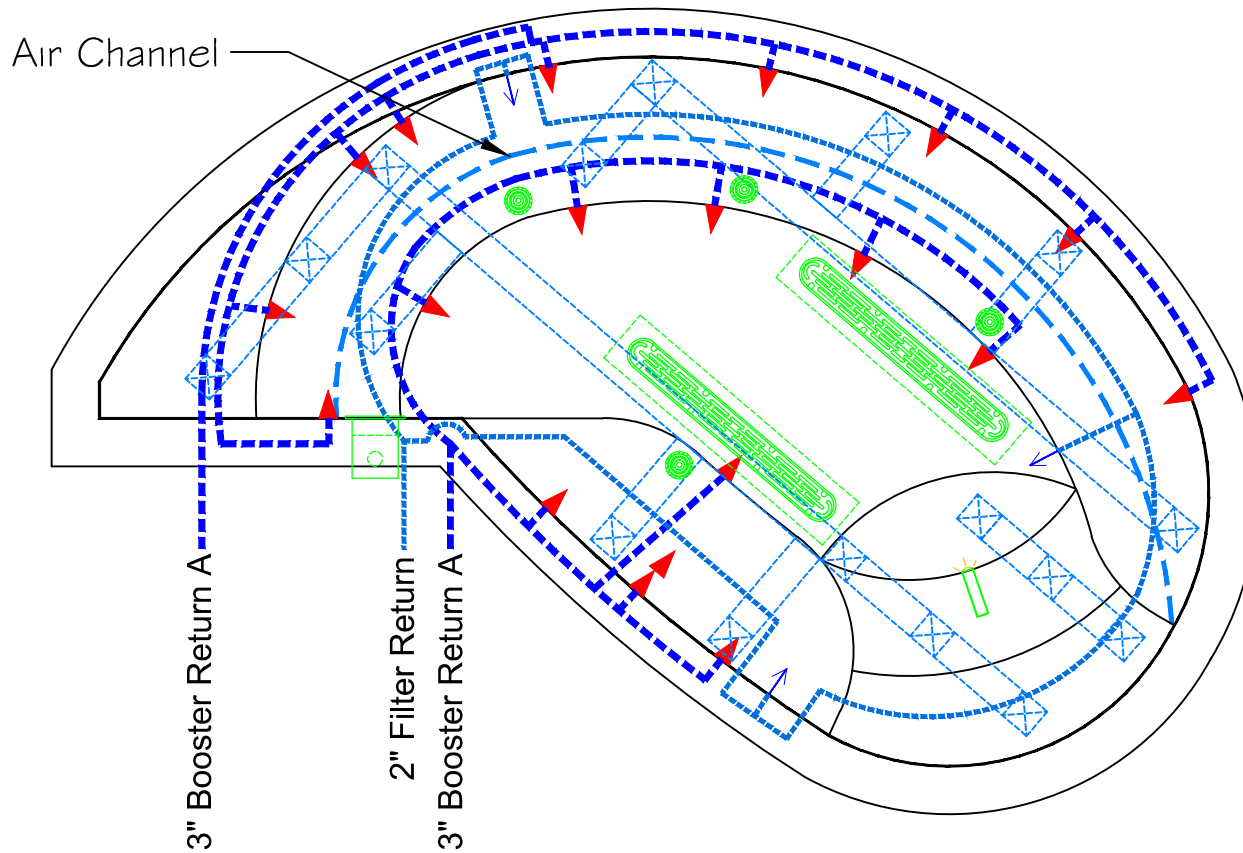 Air Channel
3" Booster Return A
2" Filter Return
3" Booster Return A